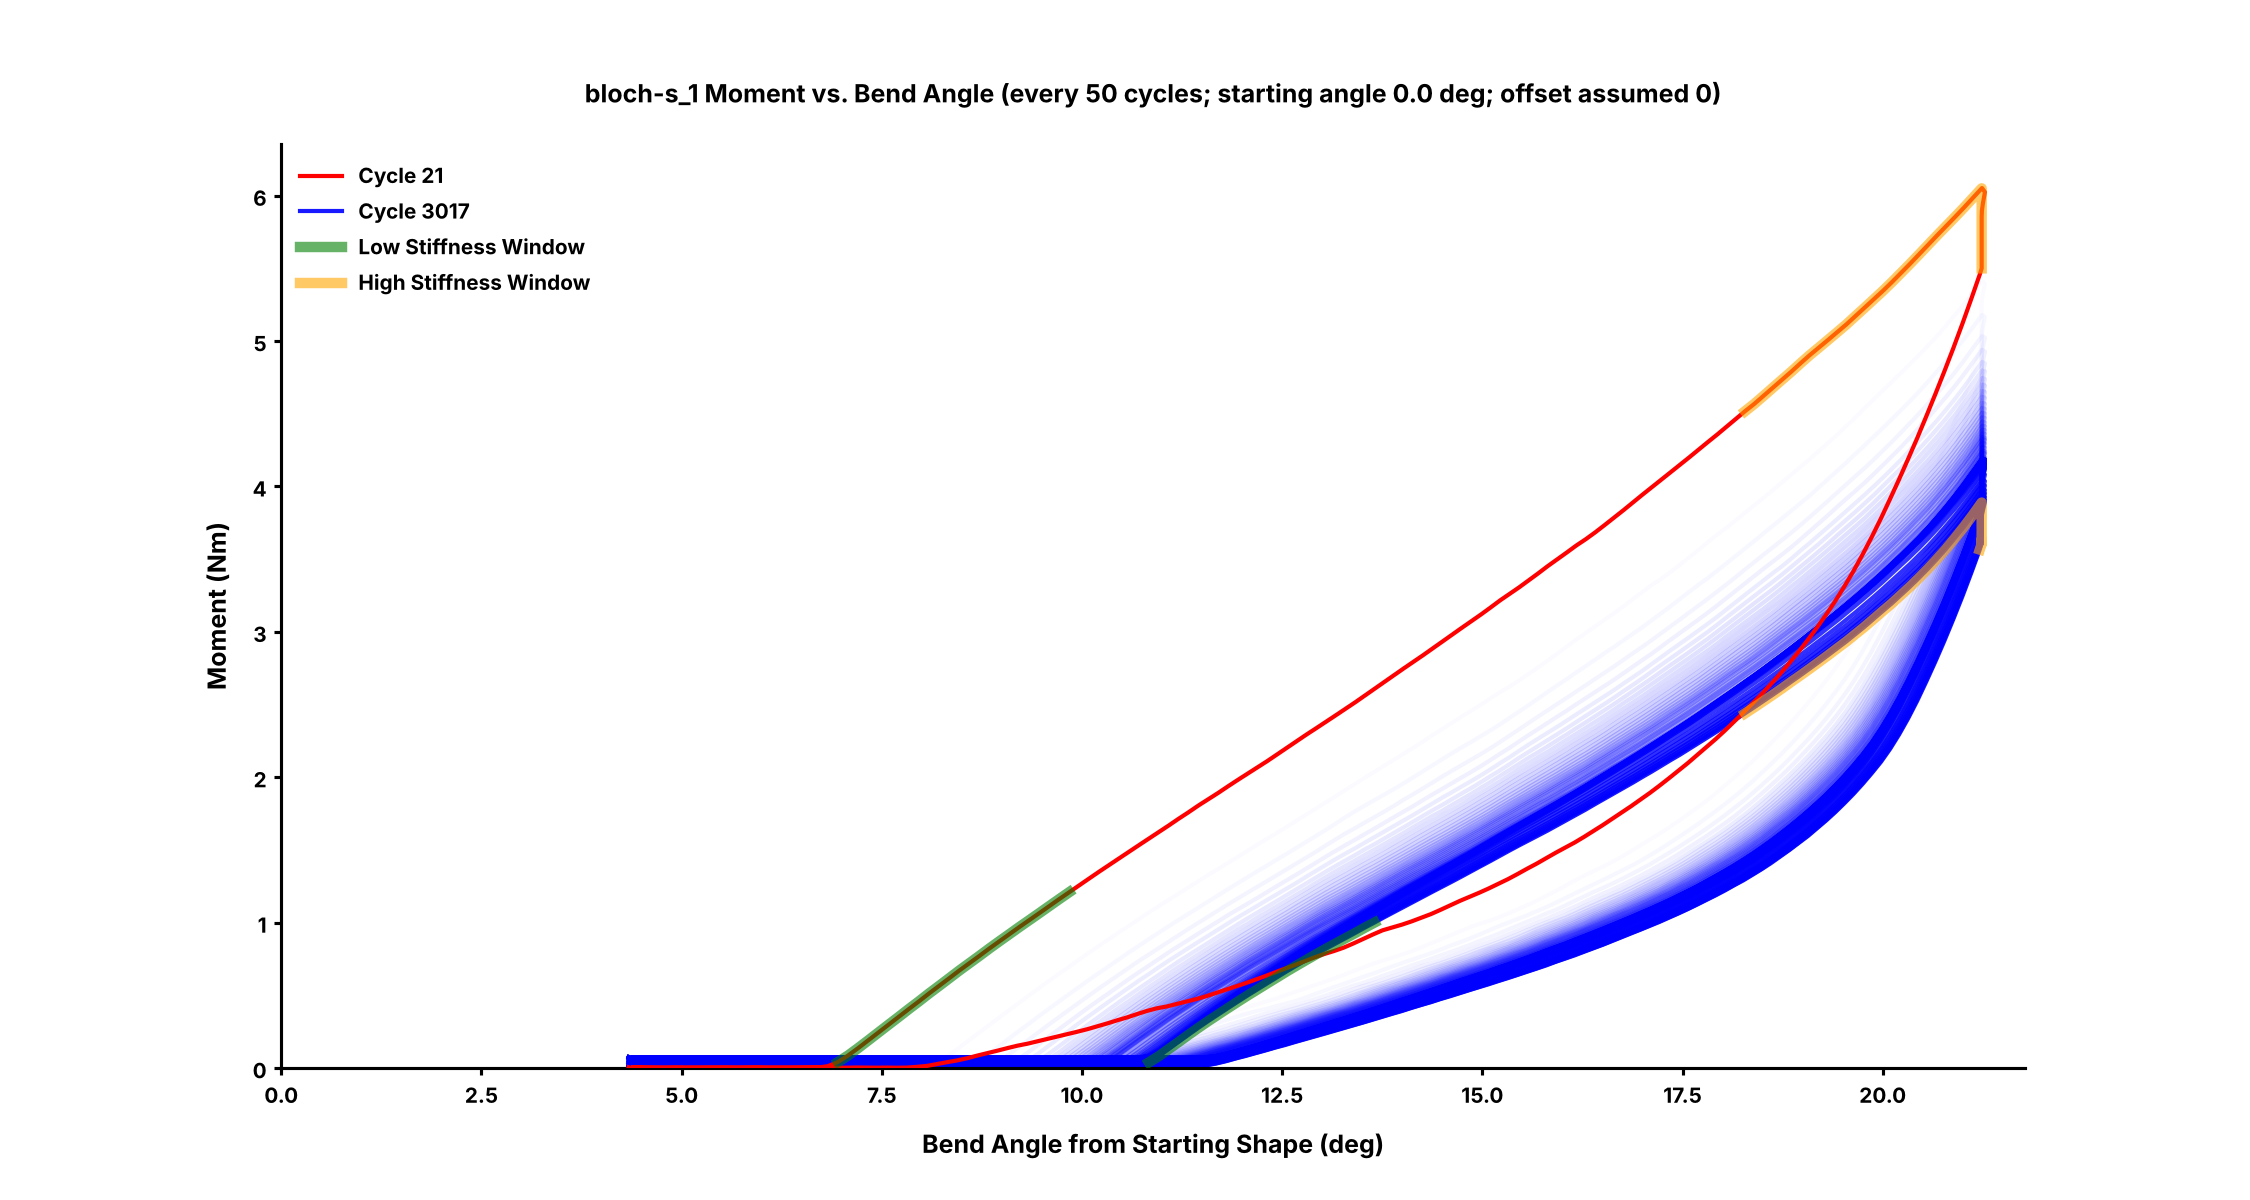 bloch-s_1 Moment vs. Bend Angle (every 50 cycles; starting angle 0.0 deg; offset assumed 0)
Cycle 21
Cycle 3017
Low Stiffness Window
High Stiffness Window
6
5
4
3
2
1
0
Moment (Nm)
0.0 2.5 5.0 7.5 10.0 12.5 15.0 17.5 20.0
Bend Angle from Starting Shape (deg)